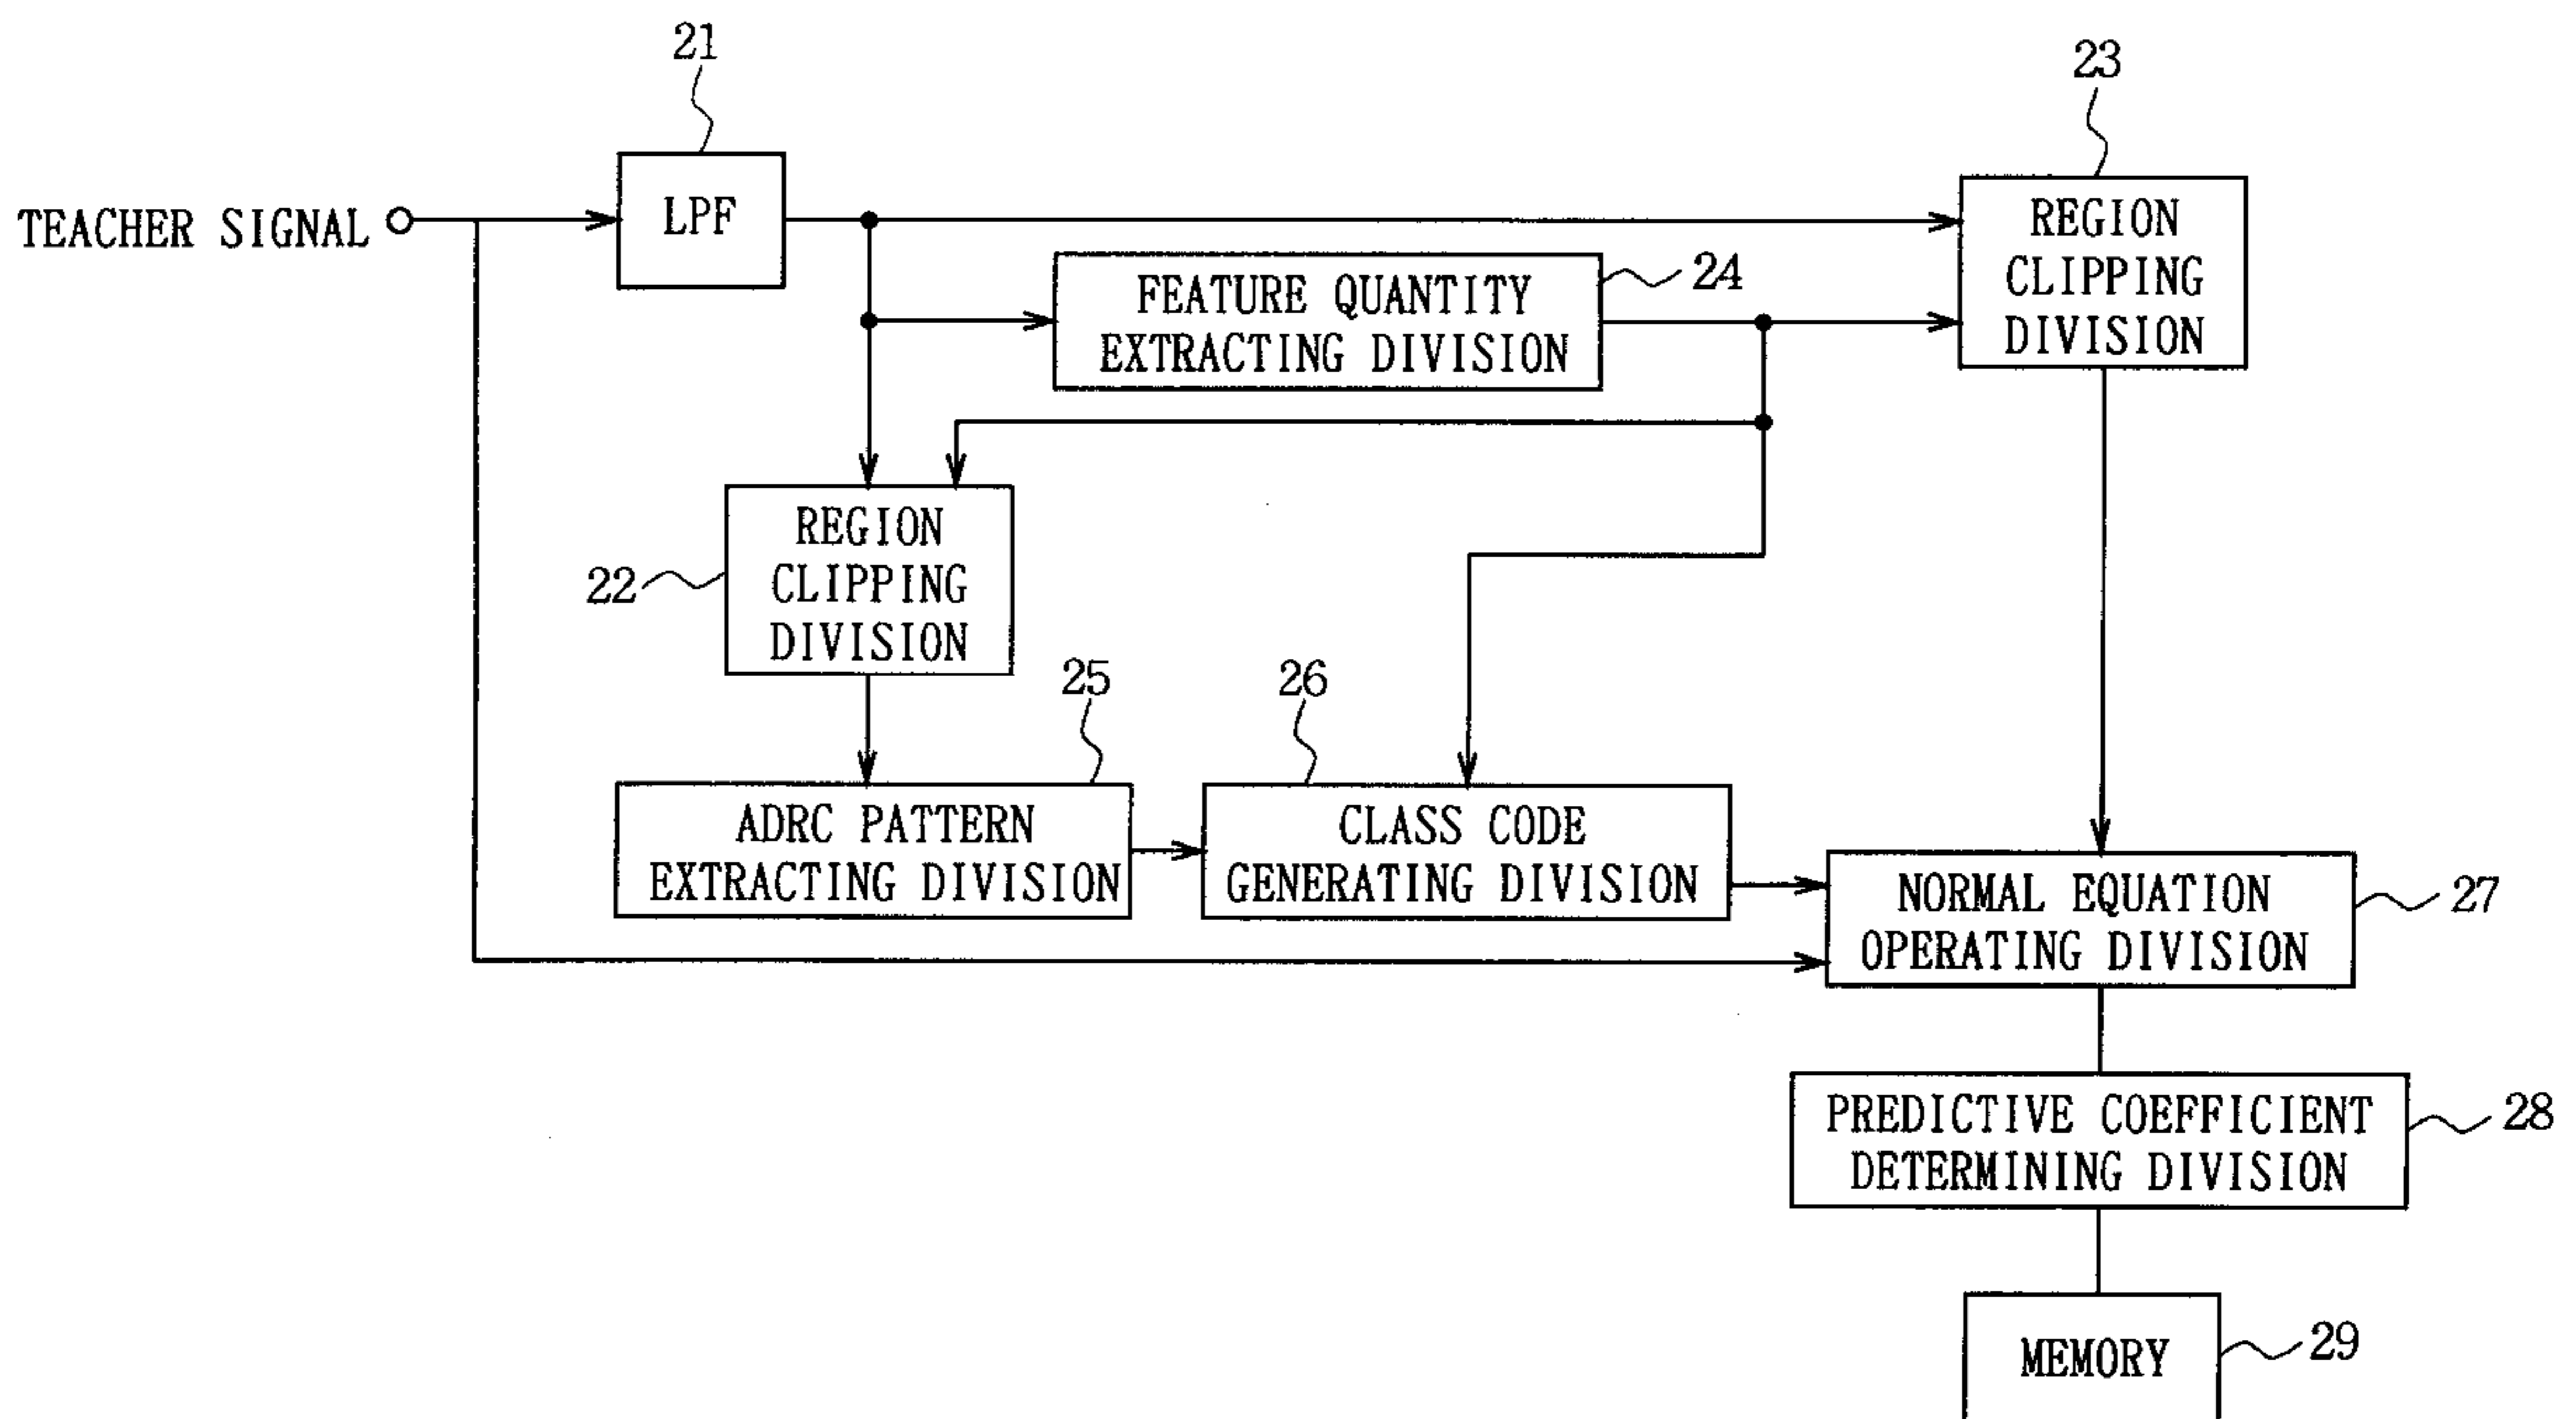 21
23
TEACHER SIGNAL
LPF
REGION
CLIPPING
DIVISION
FEATURE QUANTITY
EXTRACTING DIVISION
24
REGION
CLIPPING
DIVISION
22
25
26
ADRC PATTERN
EXTRACTING DIVISION
CLASS CODE
GENERATING DIVISION
NORMAL EQUATION
OPERATING DIVISION
27
PREDICTIVE COEFFICIENT
DETERMINING DIVISION
28
MEMORY
29